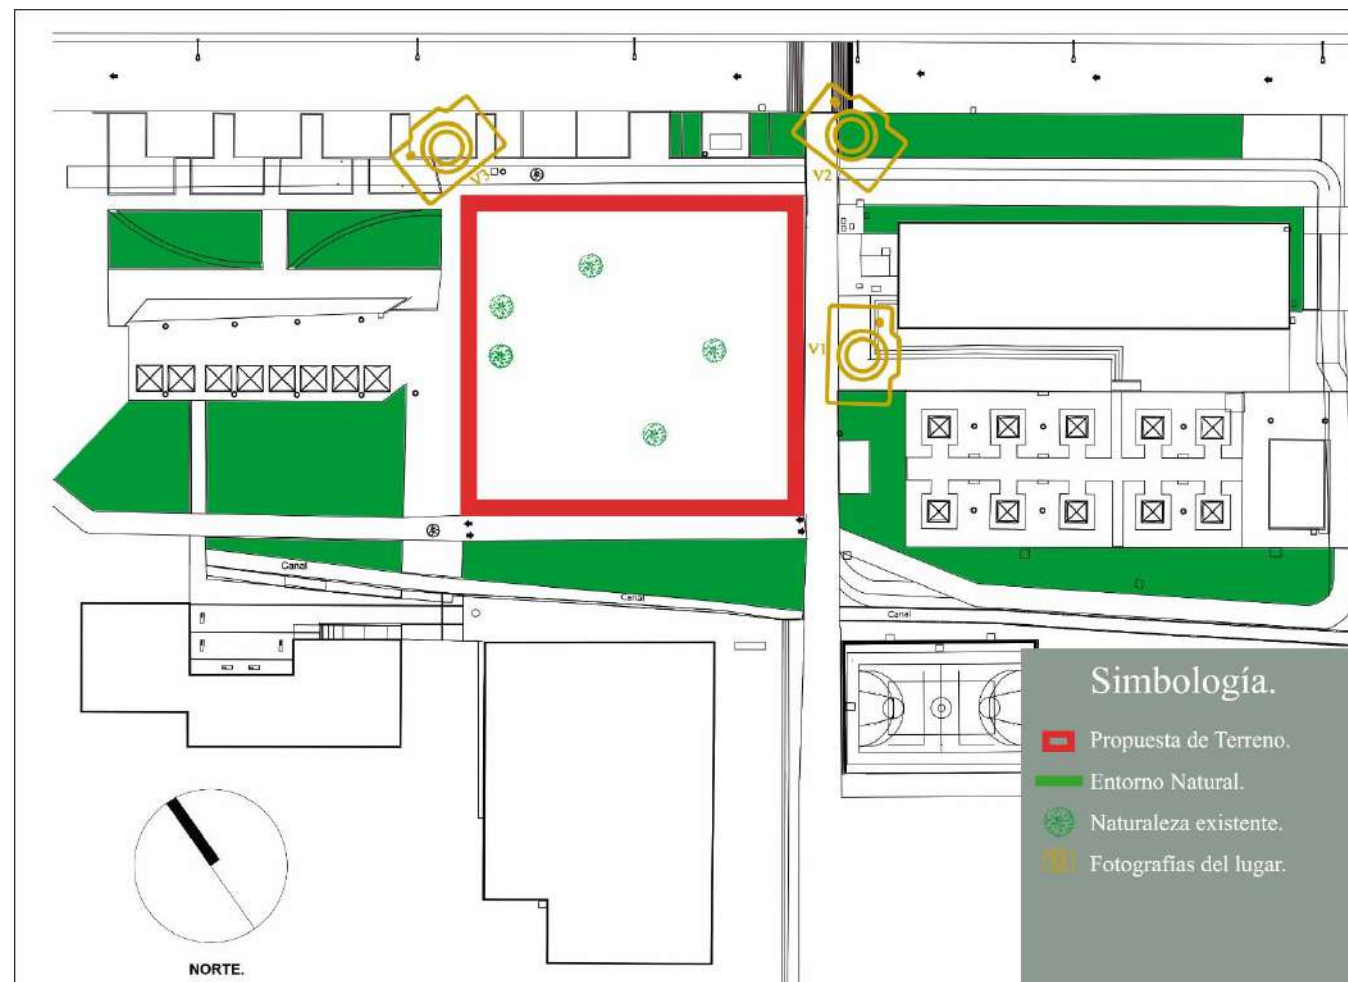 V3
V2
V1
Canal
Canal
Canal
Simbología.
Propuesta de Terreno.
Entorno Natural.
Naturaleza existente.
Fotografías del lugar.
NORTE.